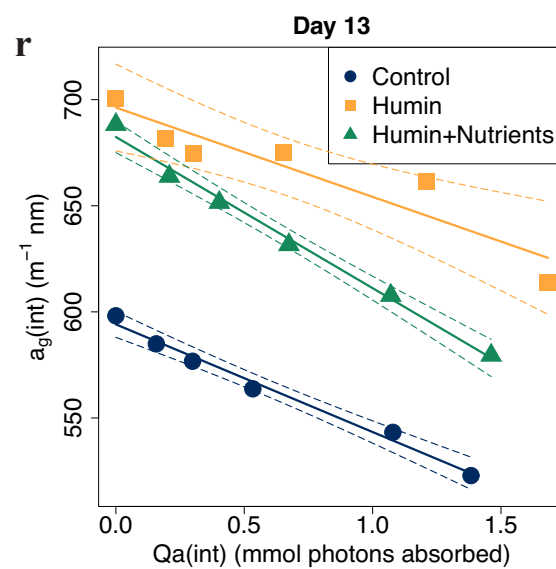 r
Day 13
Control
Humin
Humin+Nutrients
a_g(int) (m⁻¹ nm)
700
650
600
550
0.0 0.5 1.0 1.5
Qa(int) (mmol photons absorbed)